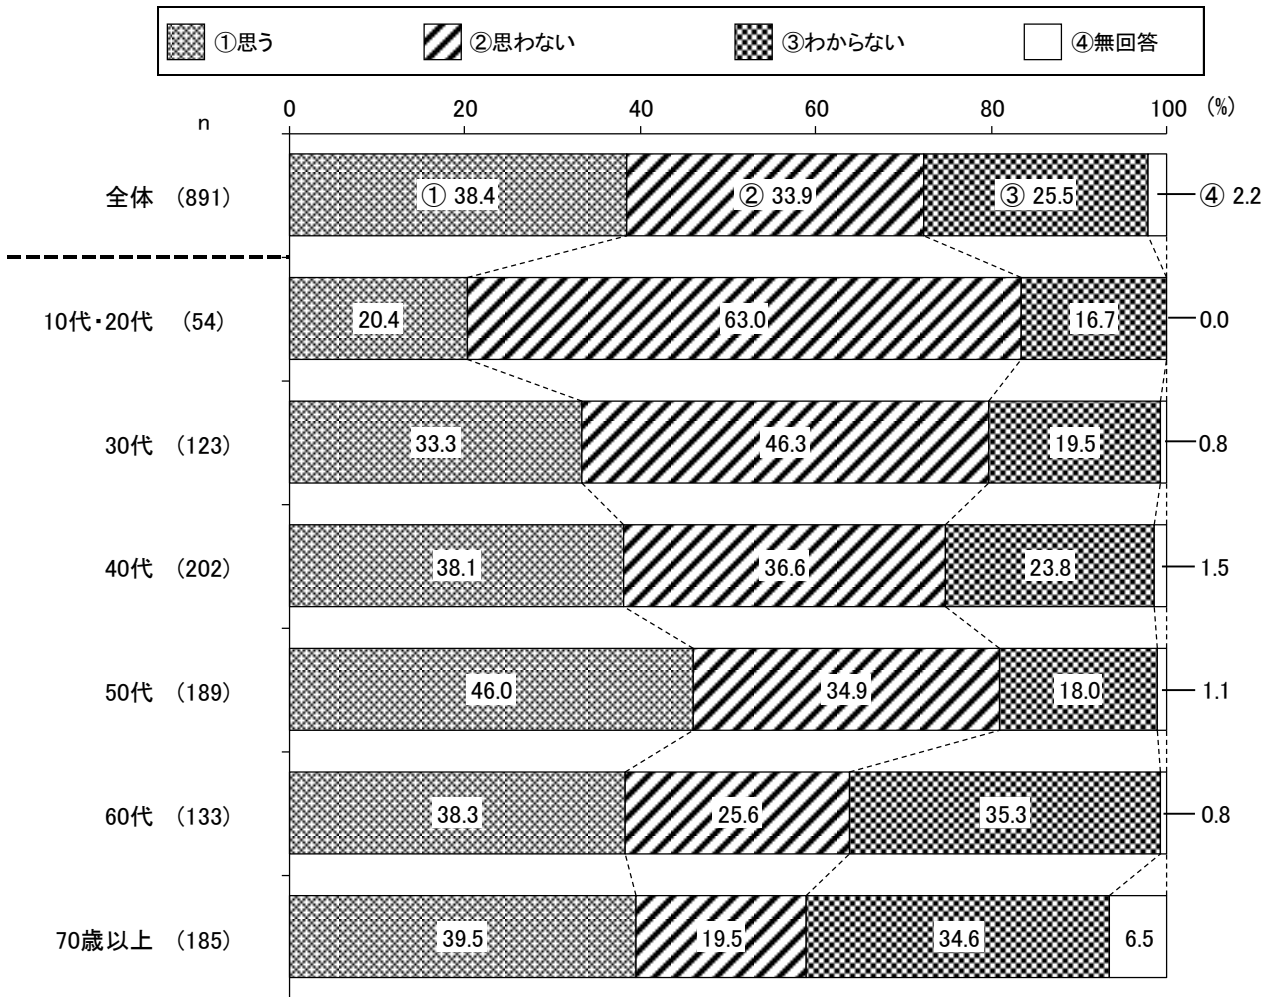 ①思う ②思わない ③わからない ④無回答
0 20 40 60 80 100 (%)
n
全体 (891) ① 38.4 ② 33.9 ③ 25.5 ④ 2.2
10代・20代 (54) 20.4 63.0 16.7 0.0
30代 (123) 33.3 46.3 19.5 0.8
40代 (202) 38.1 36.6 23.8 1.5
50代 (189) 46.0 34.9 18.0 1.1
60代 (133) 38.3 25.6 35.3 0.8
70歳以上 (185) 39.5 19.5 34.6 6.5